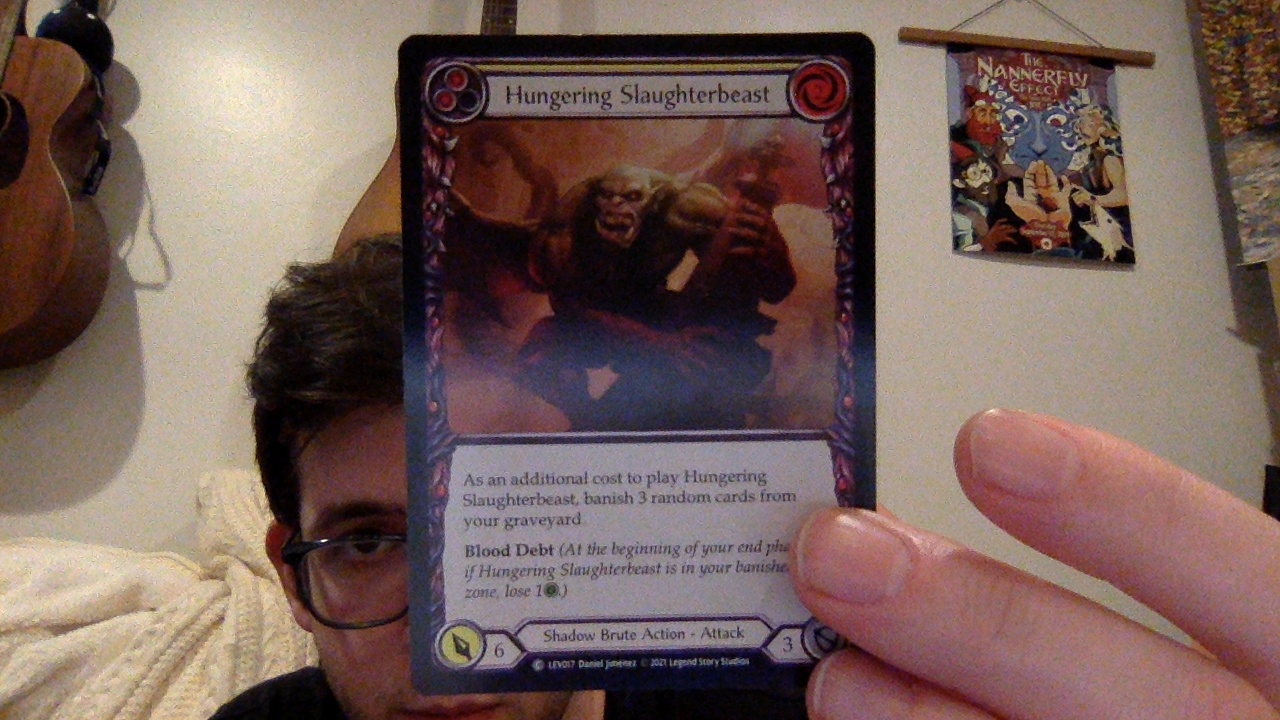 Hungering Slaughterbeast
As an additional cost to play Hungering
Slaughterbeast, banish 3 random cards from
your graveyard.
Blood Debt (At the beginning of your end pha
if Hungering Slaughterbeast is in your banishe
zone, lose 1.)
6
Shadow Brute Action - Attack
3
C LEV017 Daniel Jimenez © 2021 Legend Story Studios
THE
NANNERFLY
EFFECT